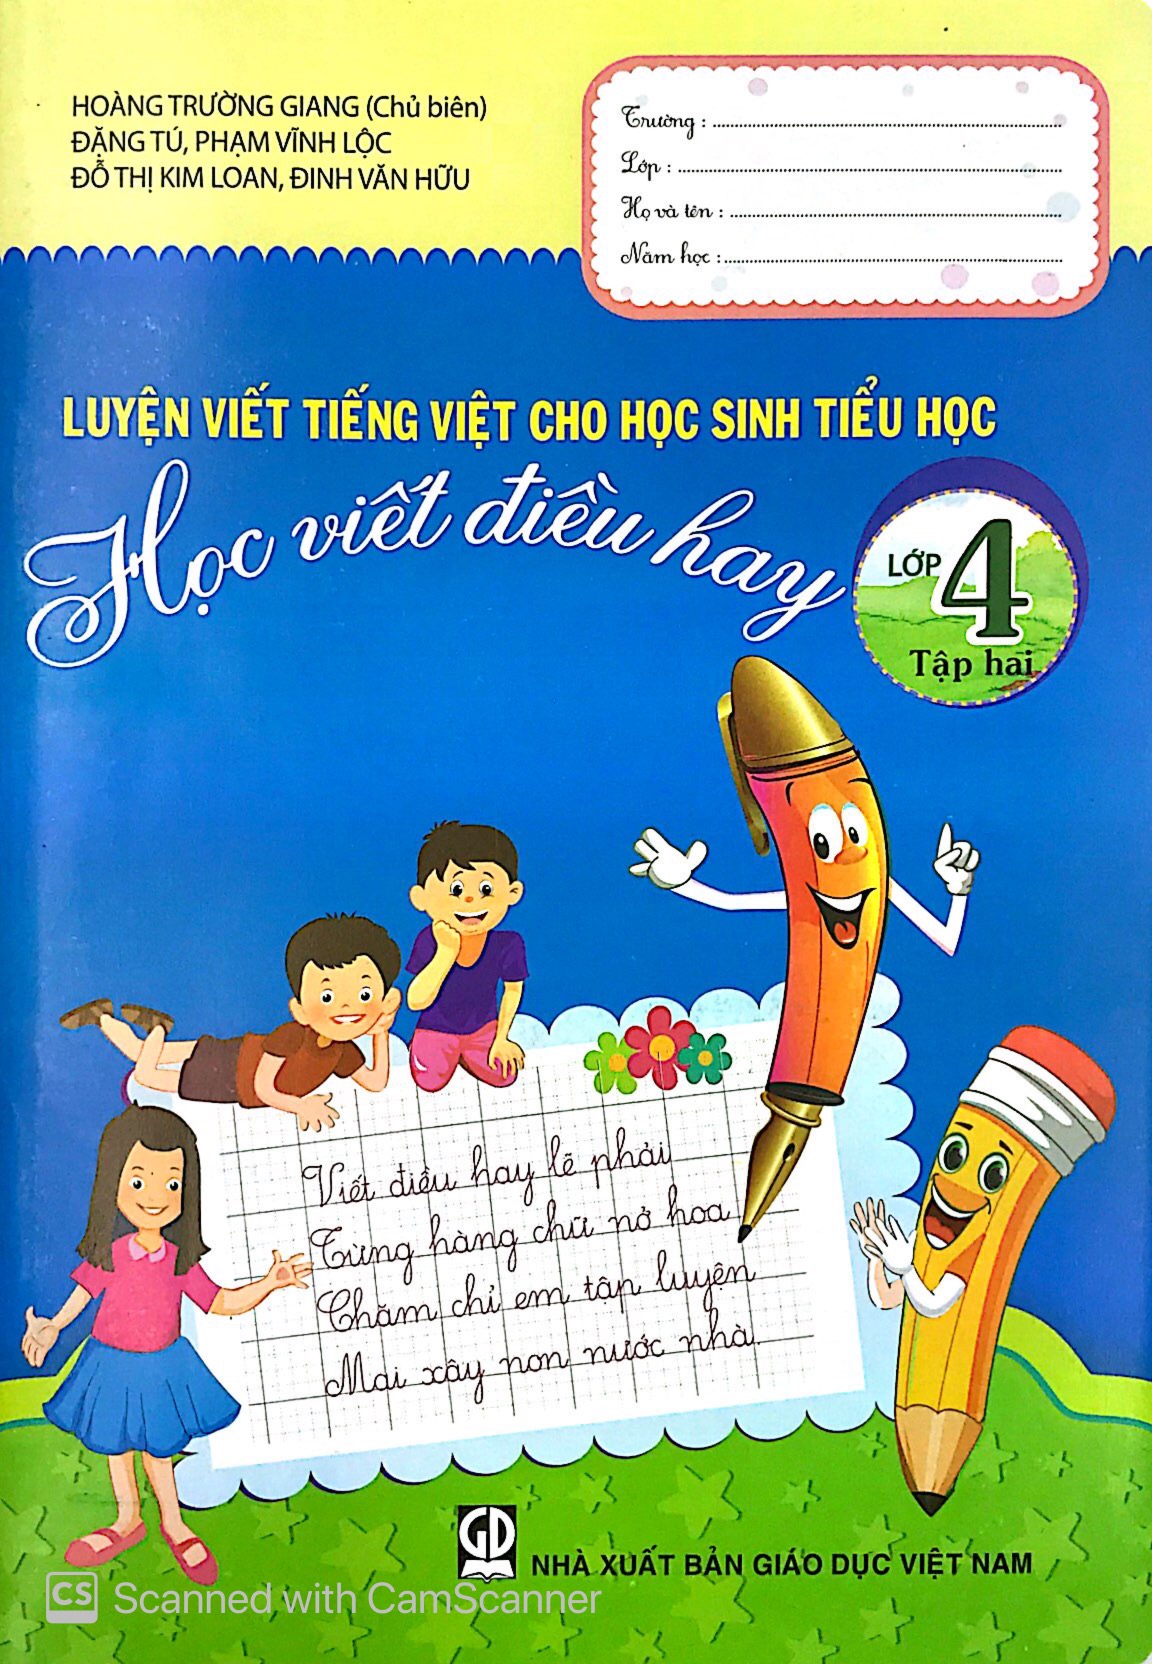 HOÀNG TRƯỜNG GIANG (Chủ biên)
ĐẶNG TÚ, PHẠM VĨNH LỘC
ĐỖ THỊ KIM LOAN, ĐINH VĂN HỮU
Trường :
Lớp :
Họ và tên :
Năm học :
LUYỆN VIẾT TIẾNG VIỆT CHO HỌC SINH TIỂU HỌC
Học viết điều hay
LỚP 4
Tập hai
Viết điều hay lẽ phải
Từng hàng chữ nở hoa
Chăm chỉ em tập luyện
Mai xây non nước nhà.
GD
NHÀ XUẤT BẢN GIÁO DỤC VIỆT NAM
CS Scanned with CamScanner